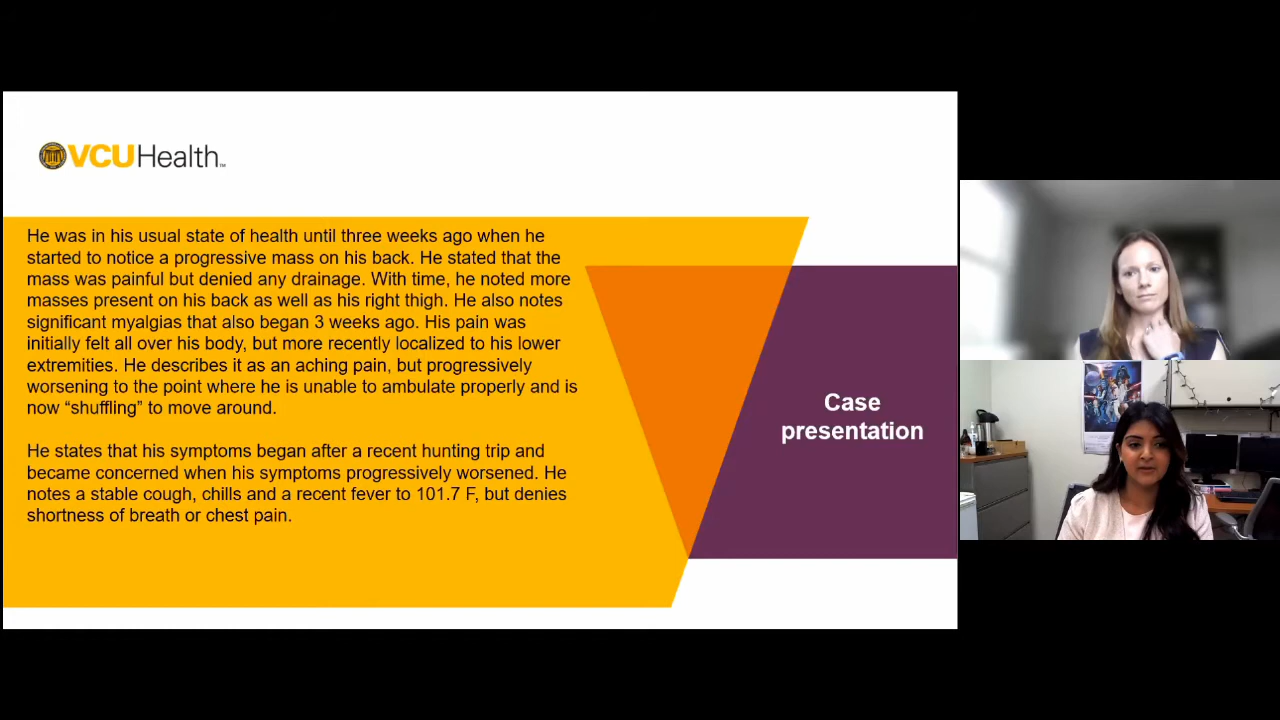 VCUHealth™
He was in his usual state of health until three weeks ago when he
started to notice a progressive mass on his back. He stated that the
mass was painful but denied any drainage. With time, he noted more
masses present on his back as well as his right thigh. He also notes
significant myalgias that also began 3 weeks ago. His pain was
initially felt all over his body, but more recently localized to his lower
extremities. He describes it as an aching pain, but progressively
worsening to the point where he is unable to ambulate properly and is
now “shuffling” to move around.
He states that his symptoms began after a recent hunting trip and
became concerned when his symptoms progressively worsened. He
notes a stable cough, chills and a recent fever to 101.7 F, but denies
shortness of breath or chest pain.
Case
presentation